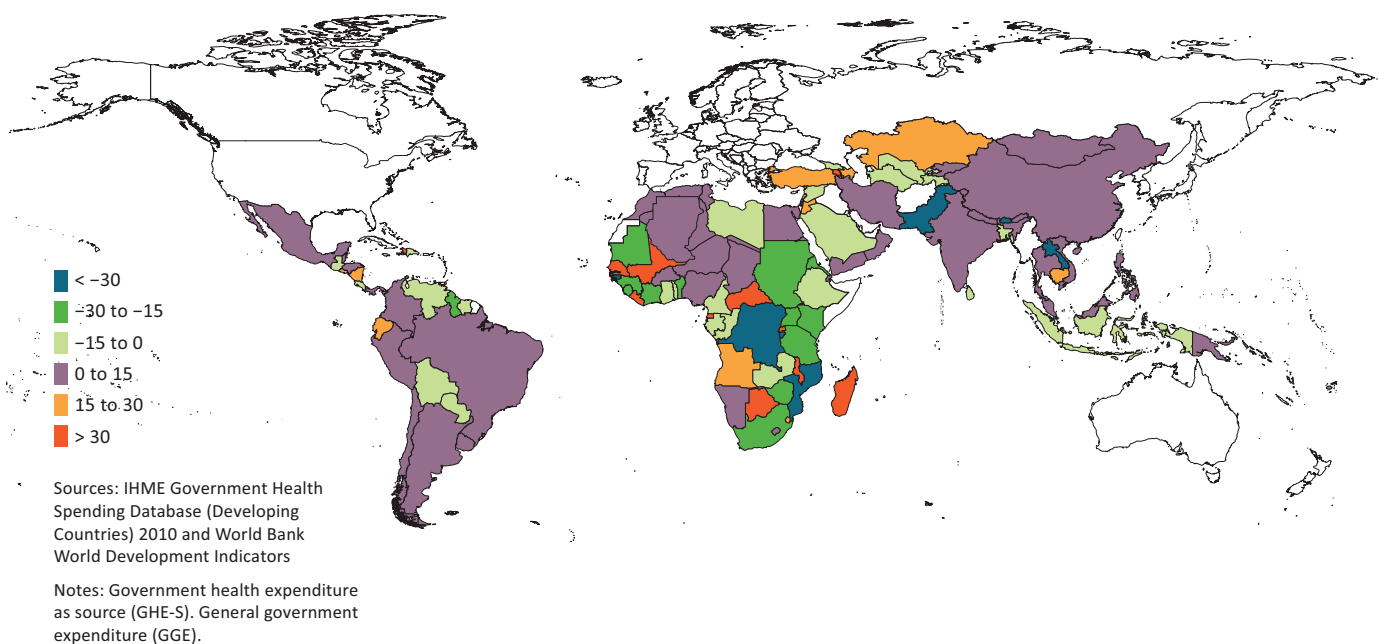 < −30
−30 to −15
−15 to 0
0 to 15
15 to 30
> 30
Sources: IHME Government Health
Spending Database (Developing
Countries) 2010 and World Bank
World Development Indicators
Notes: Government health expenditure
as source (GHE-S). General government
expenditure (GGE).